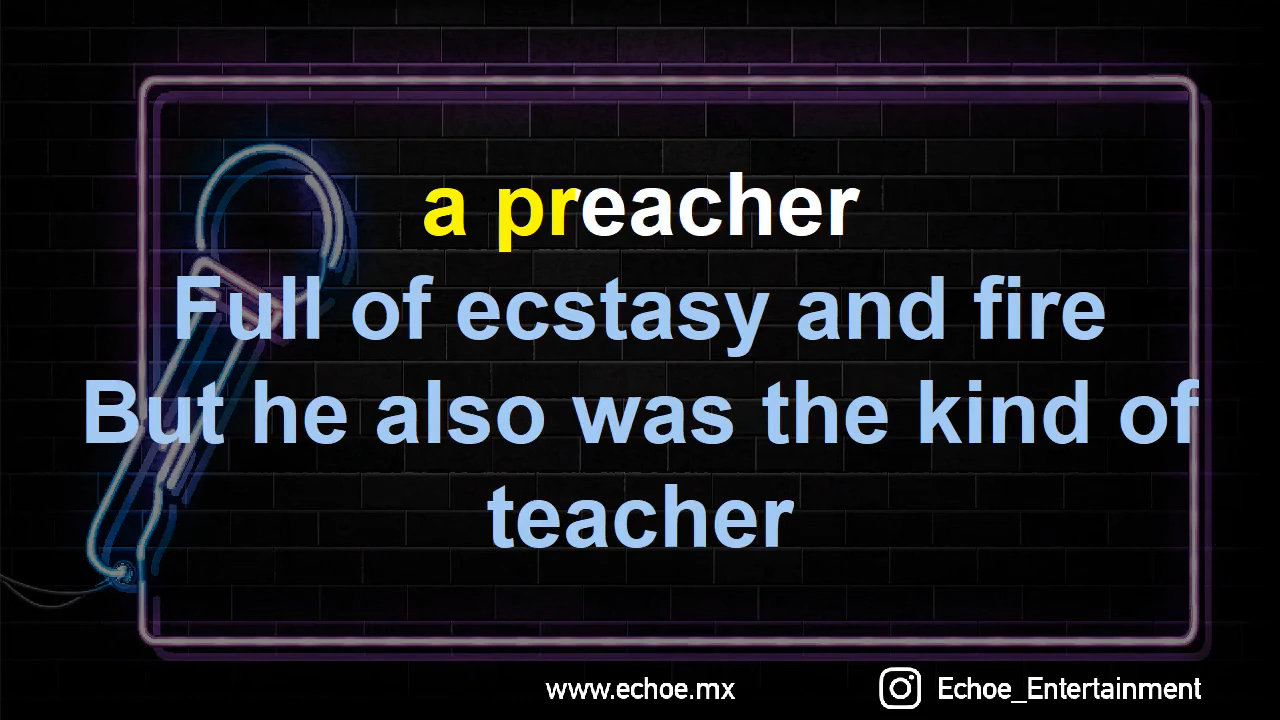 a preacher
Full of ecstasy and fire
But he also was the kind of
teacher
www.echoe.mx
Echoe_Entertainment